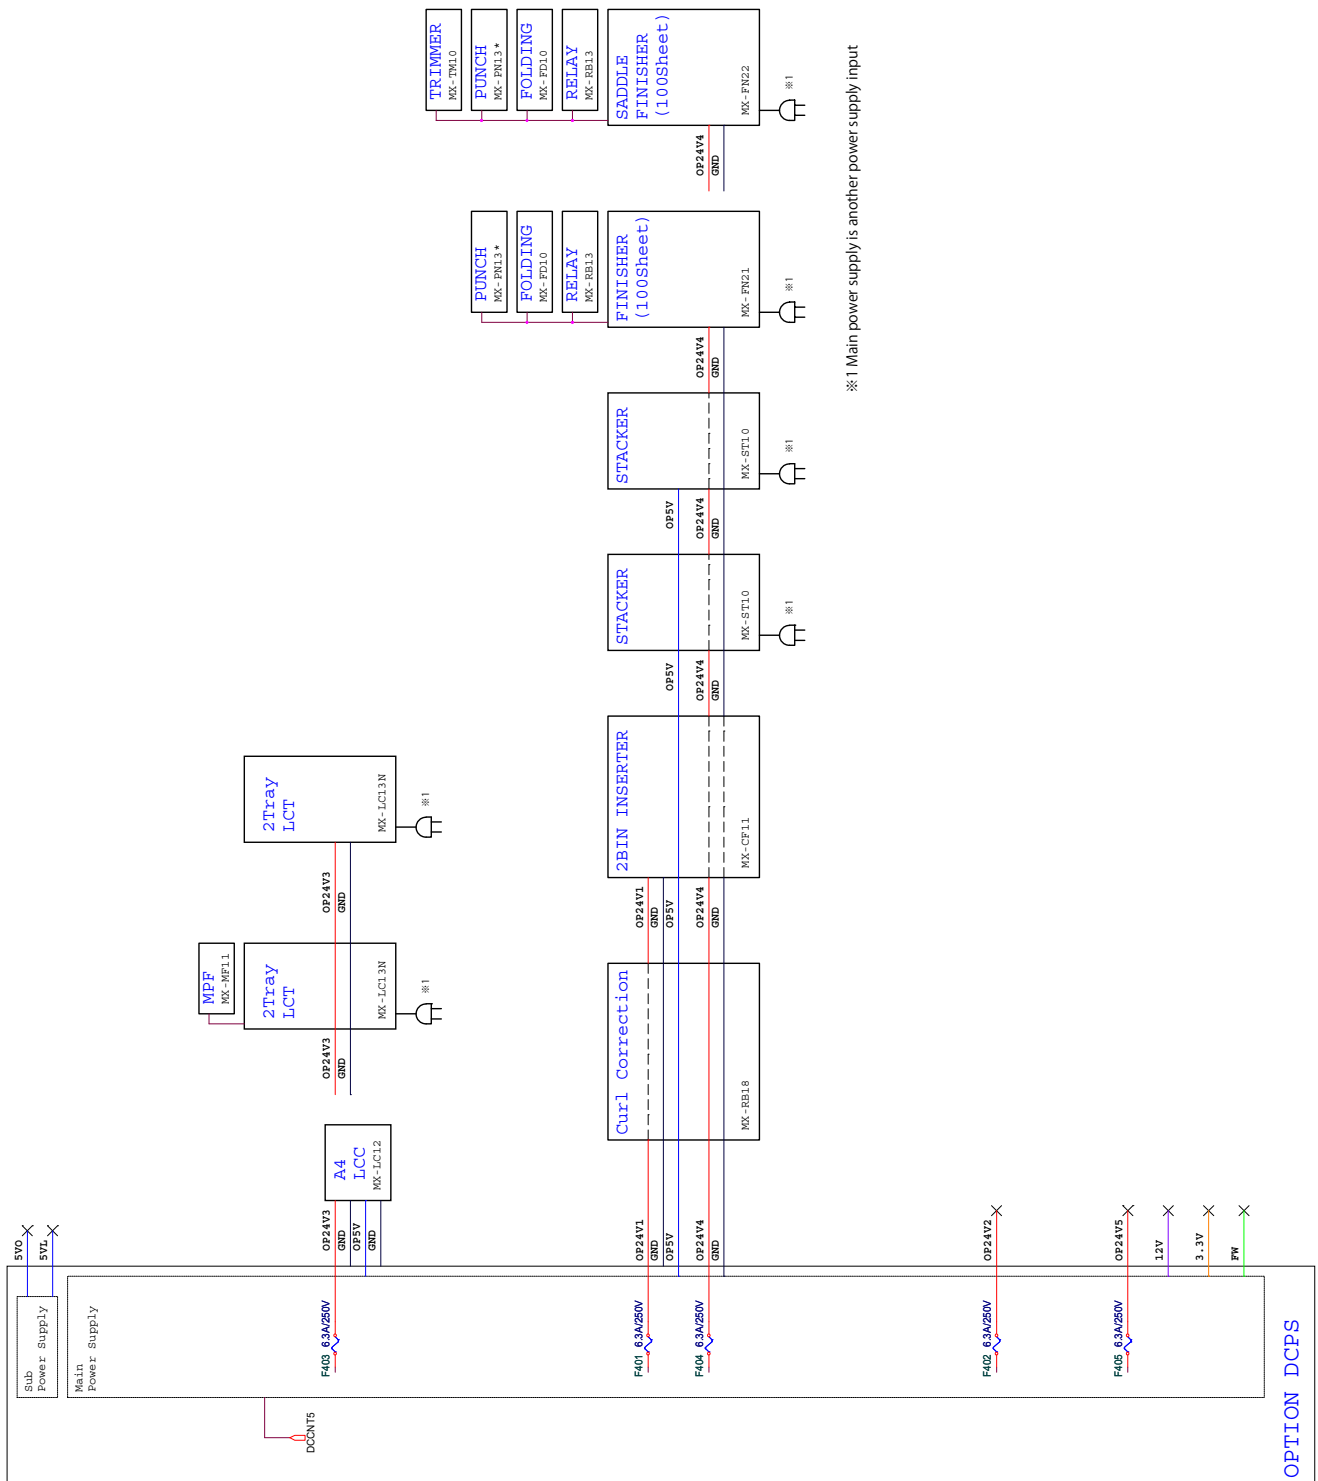 TRIMMER
MX-TM10
PUNCH
MX-PN13*
FOLDING
MX-FD10
RELAY
MX-RB13
SADDLE
FINISHER
(100Sheet)
MX-FN22
※1
OP24V4
GND
PUNCH
MX-PN13*
FOLDING
MX-FD10
RELAY
MX-RB13
FINISHER
(100Sheet)
MX-FN21
※1
OP24V4
GND
※1 Main power supply is another power supply input
STACKER
MX-ST10
※1
OP5V
OP24V4
GND
STACKER
MX-ST10
※1
OP5V
OP24V4
GND
2BIN INSERTER
MX-CF11
OP24V1
GND
OP5V
OP24V4
GND
Curl Correction
MX-RB18
OP24V1
GND
OP5V
OP24V4
GND
2Tray
LCT
MX-LC13N
※1
OP24V3
GND
MPF
MX-MF11
2Tray
LCT
MX-LC13N
※1
OP24V3
GND
A4
LCC
MX-LC12
OP24V3
GND
OP5V
GND
5VO
5VL
OP24V2
OP24V5
12V
3.3V
FW
Sub
Power Supply
Main
Power Supply
F403 6.3A/250V
F401 6.3A/250V
F404 6.3A/250V
F402 6.3A/250V
F405 6.3A/250V
DCCNT5
OPTION DCPS